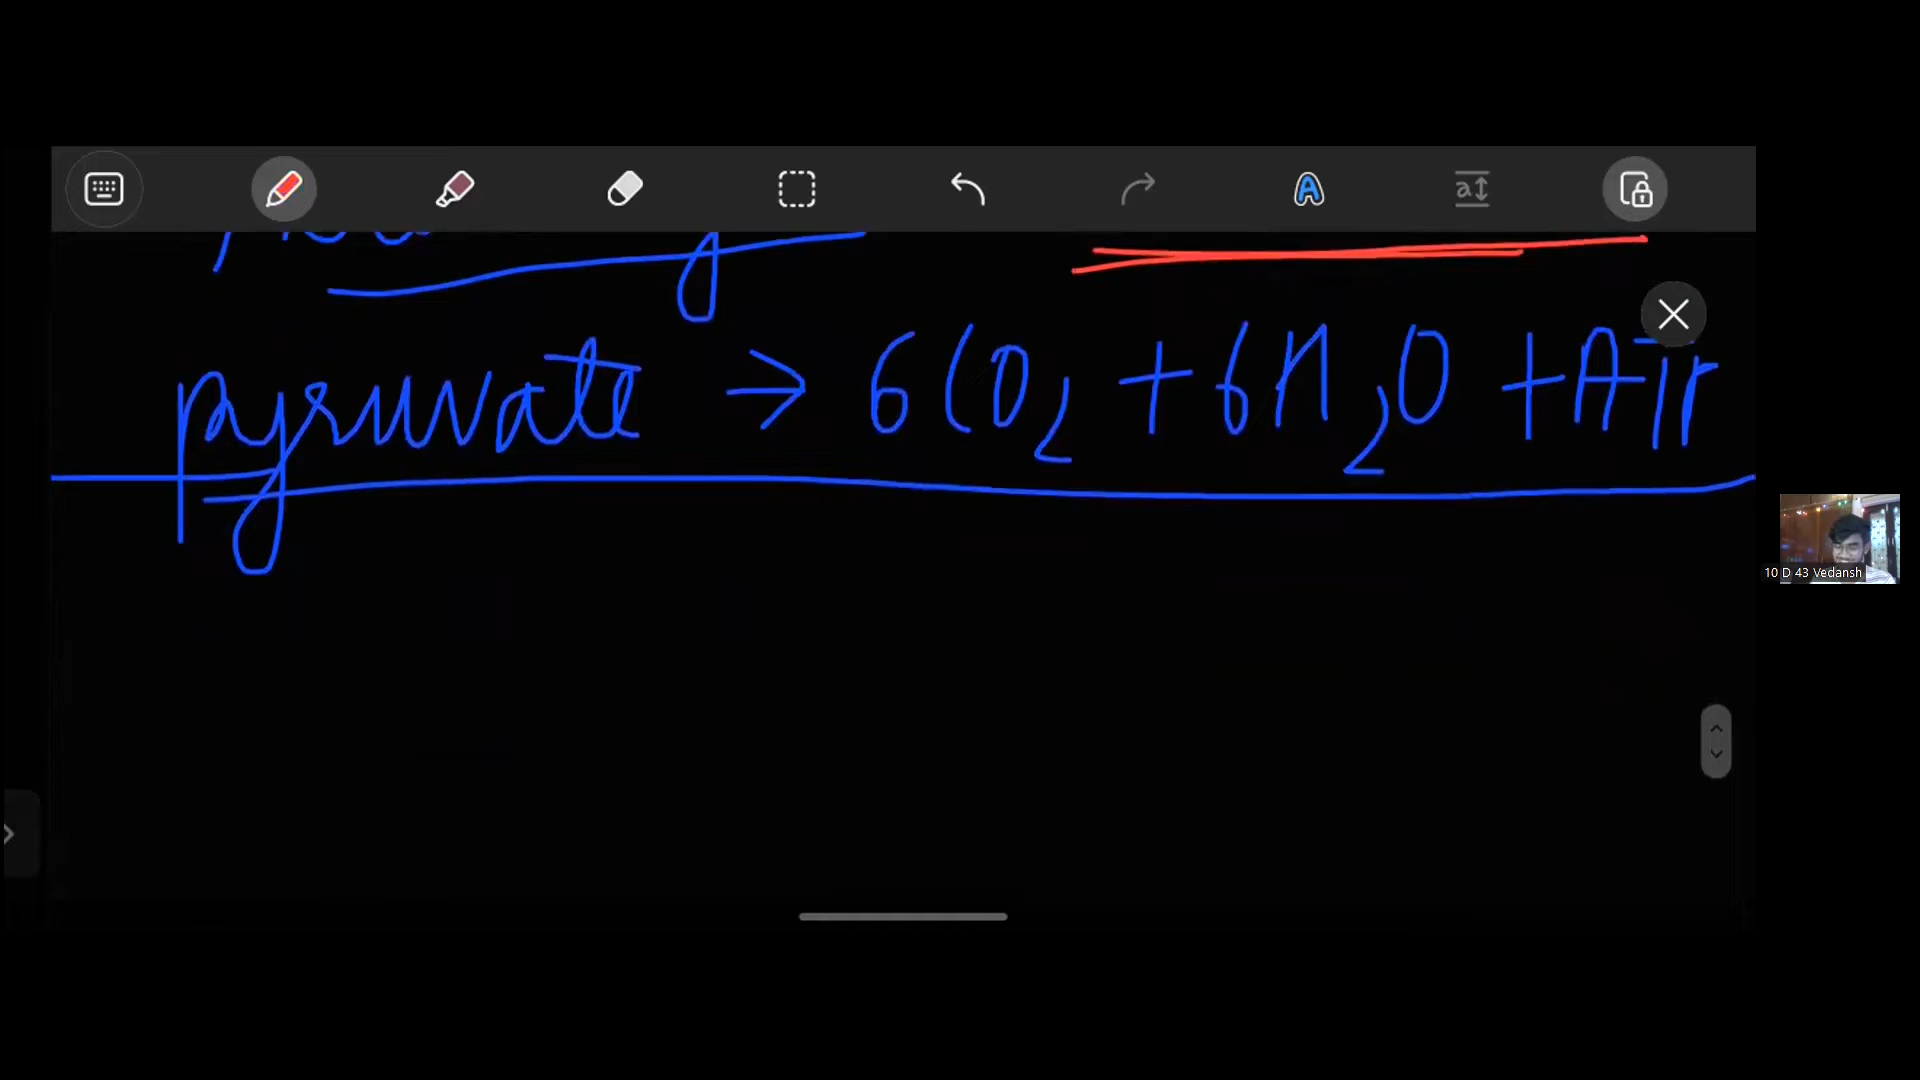 pyruvate → 6CO₂ + 6H₂O + ATP
10 D 43 Vedansh